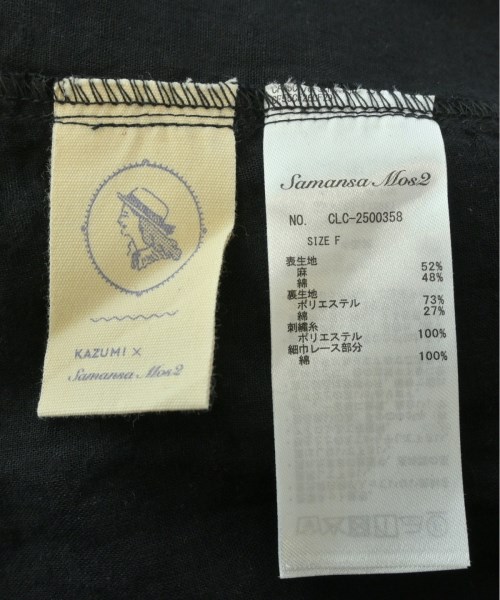 KAZUMI ×
Samansa Mos2
Samansa Mos2
NO. CLC-2500358
SIZE F
表生地
麻 52%
綿 48%
裏生地
ポリエステル 73%
綿 27%
刺繍糸
ポリエステル 100%
細巾レース部分
綿 100%